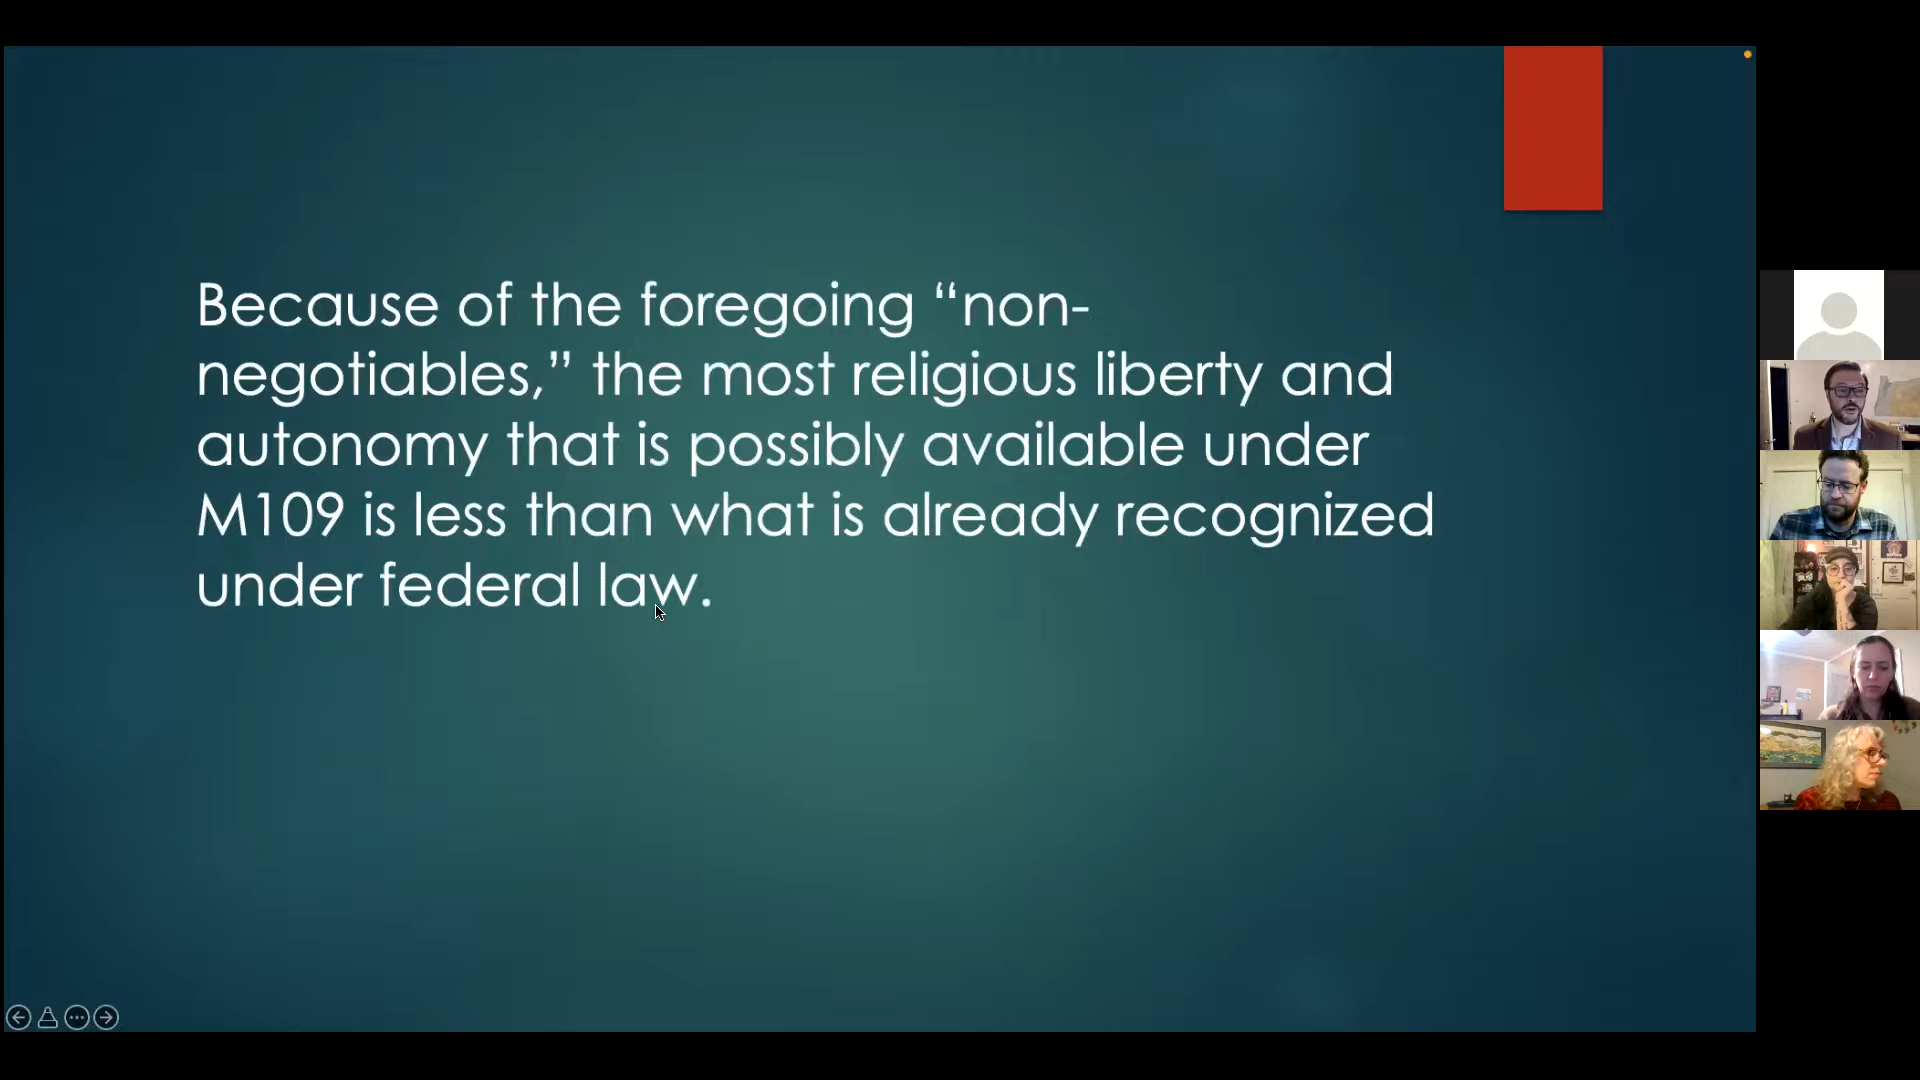 Because of the foregoing “non-
negotiables,” the most religious liberty and
autonomy that is possibly available under
M109 is less than what is already recognized
under federal law.